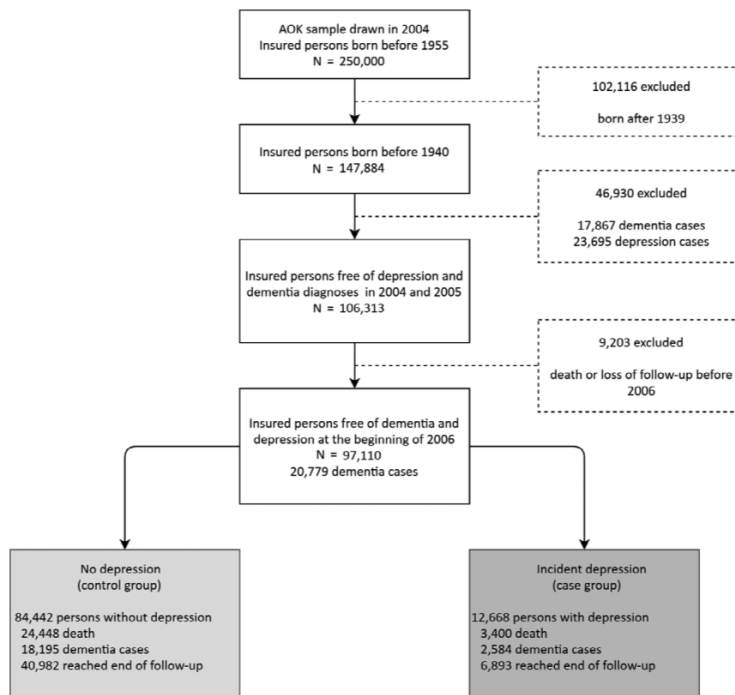 AOK sample drawn in 2004
Insured persons born before 1955
N = 250,000
102,116 excluded
born after 1939
Insured persons born before 1940
N = 147,884
46,930 excluded
17,867 dementia cases
23,695 depression cases
Insured persons free of depression and
dementia diagnoses in 2004 and 2005
N = 106,313
9,203 excluded
death or loss of follow-up before
2006
Insured persons free of dementia and
depression at the beginning of 2006
N = 97,110
20,779 dementia cases
No depression
(control group)
84,442 persons without depression
24,448 death
18,195 dementia cases
40,982 reached end of follow-up
Incident depression
(case group)
12,668 persons with depression
3,400 death
2,584 dementia cases
6,893 reached end of follow-up